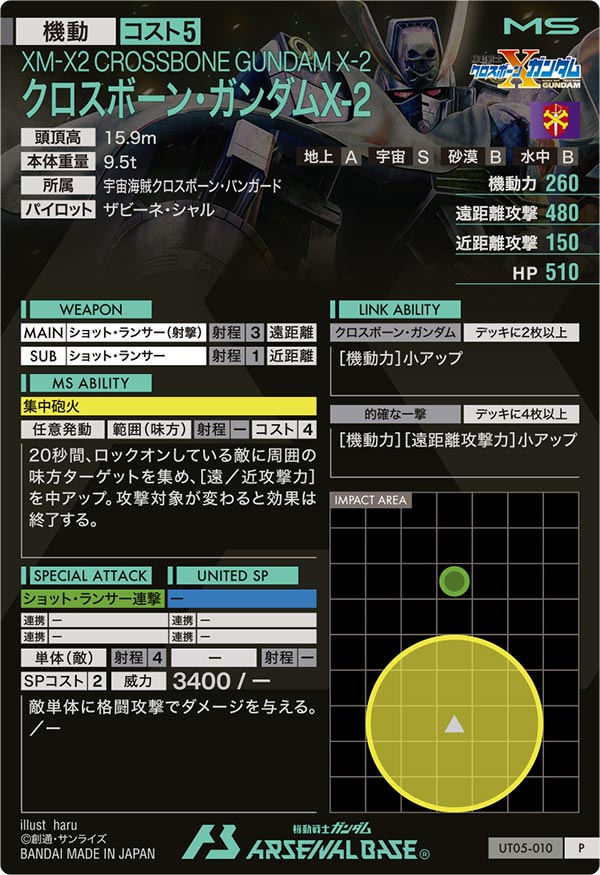 機動 コスト5
MS
XM-X2 CROSSBONE GUNDAM X-2
クロスボーン・ガンダムX-2
機動戦士
クロスボーンXガンダム
GUNDAM
頭頂高 15.9m
本体重量 9.5t
所属 宇宙海賊クロスボーン・バンガード
パイロット ザビーネ・シャル
地上 A 宇宙 S 砂漠 B 水中 B
機動力 260
遠距離攻撃 480
近距離攻撃 150
HP 510
WEAPON
MAIN ショット・ランサー(射撃) 射程 3 遠距離
SUB ショット・ランサー 射程 1 近距離
MS ABILITY
集中砲火
任意発動 範囲(味方) 射程 ー コスト 4
20秒間、ロックオンしている敵に周囲の
味方ターゲットを集め、[遠/近攻撃力]
を中アップ。攻撃対象が変わると効果は
終了する。
SPECIAL ATTACK UNITED SP
ショット・ランサー連撃 ー
連携 ー 連携 ー
連携 ー 連携 ー
単体(敵) 射程 4 ー 射程 ー
SPコスト 2 威力 3400 / ー
敵単体に格闘攻撃でダメージを与える。
/ー
LINK ABILITY
クロスボーン・ガンダム デッキに2枚以上
[機動力]小アップ
的確な一撃 デッキに4枚以上
[機動力][遠距離攻撃力]小アップ
IMPACT AREA
illust haru
©創通・サンライズ
BANDAI MADE IN JAPAN
機動戦士ガンダム
ARSENAL BASE®
UT05-010 P